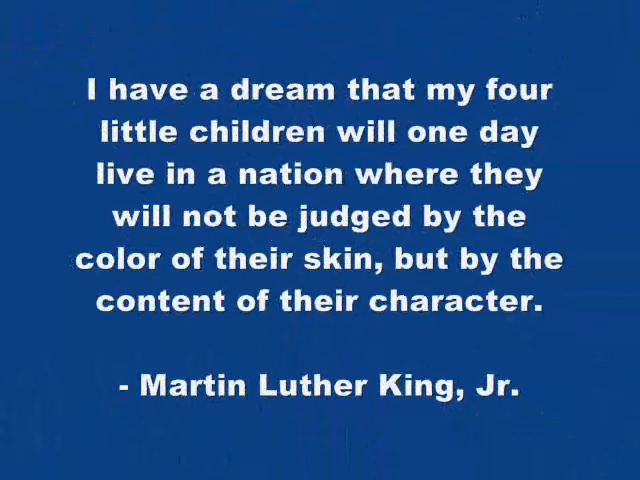 I have a dream that my four
little children will one day
live in a nation where they
will not be judged by the
color of their skin, but by the
content of their character.
- Martin Luther King, Jr.